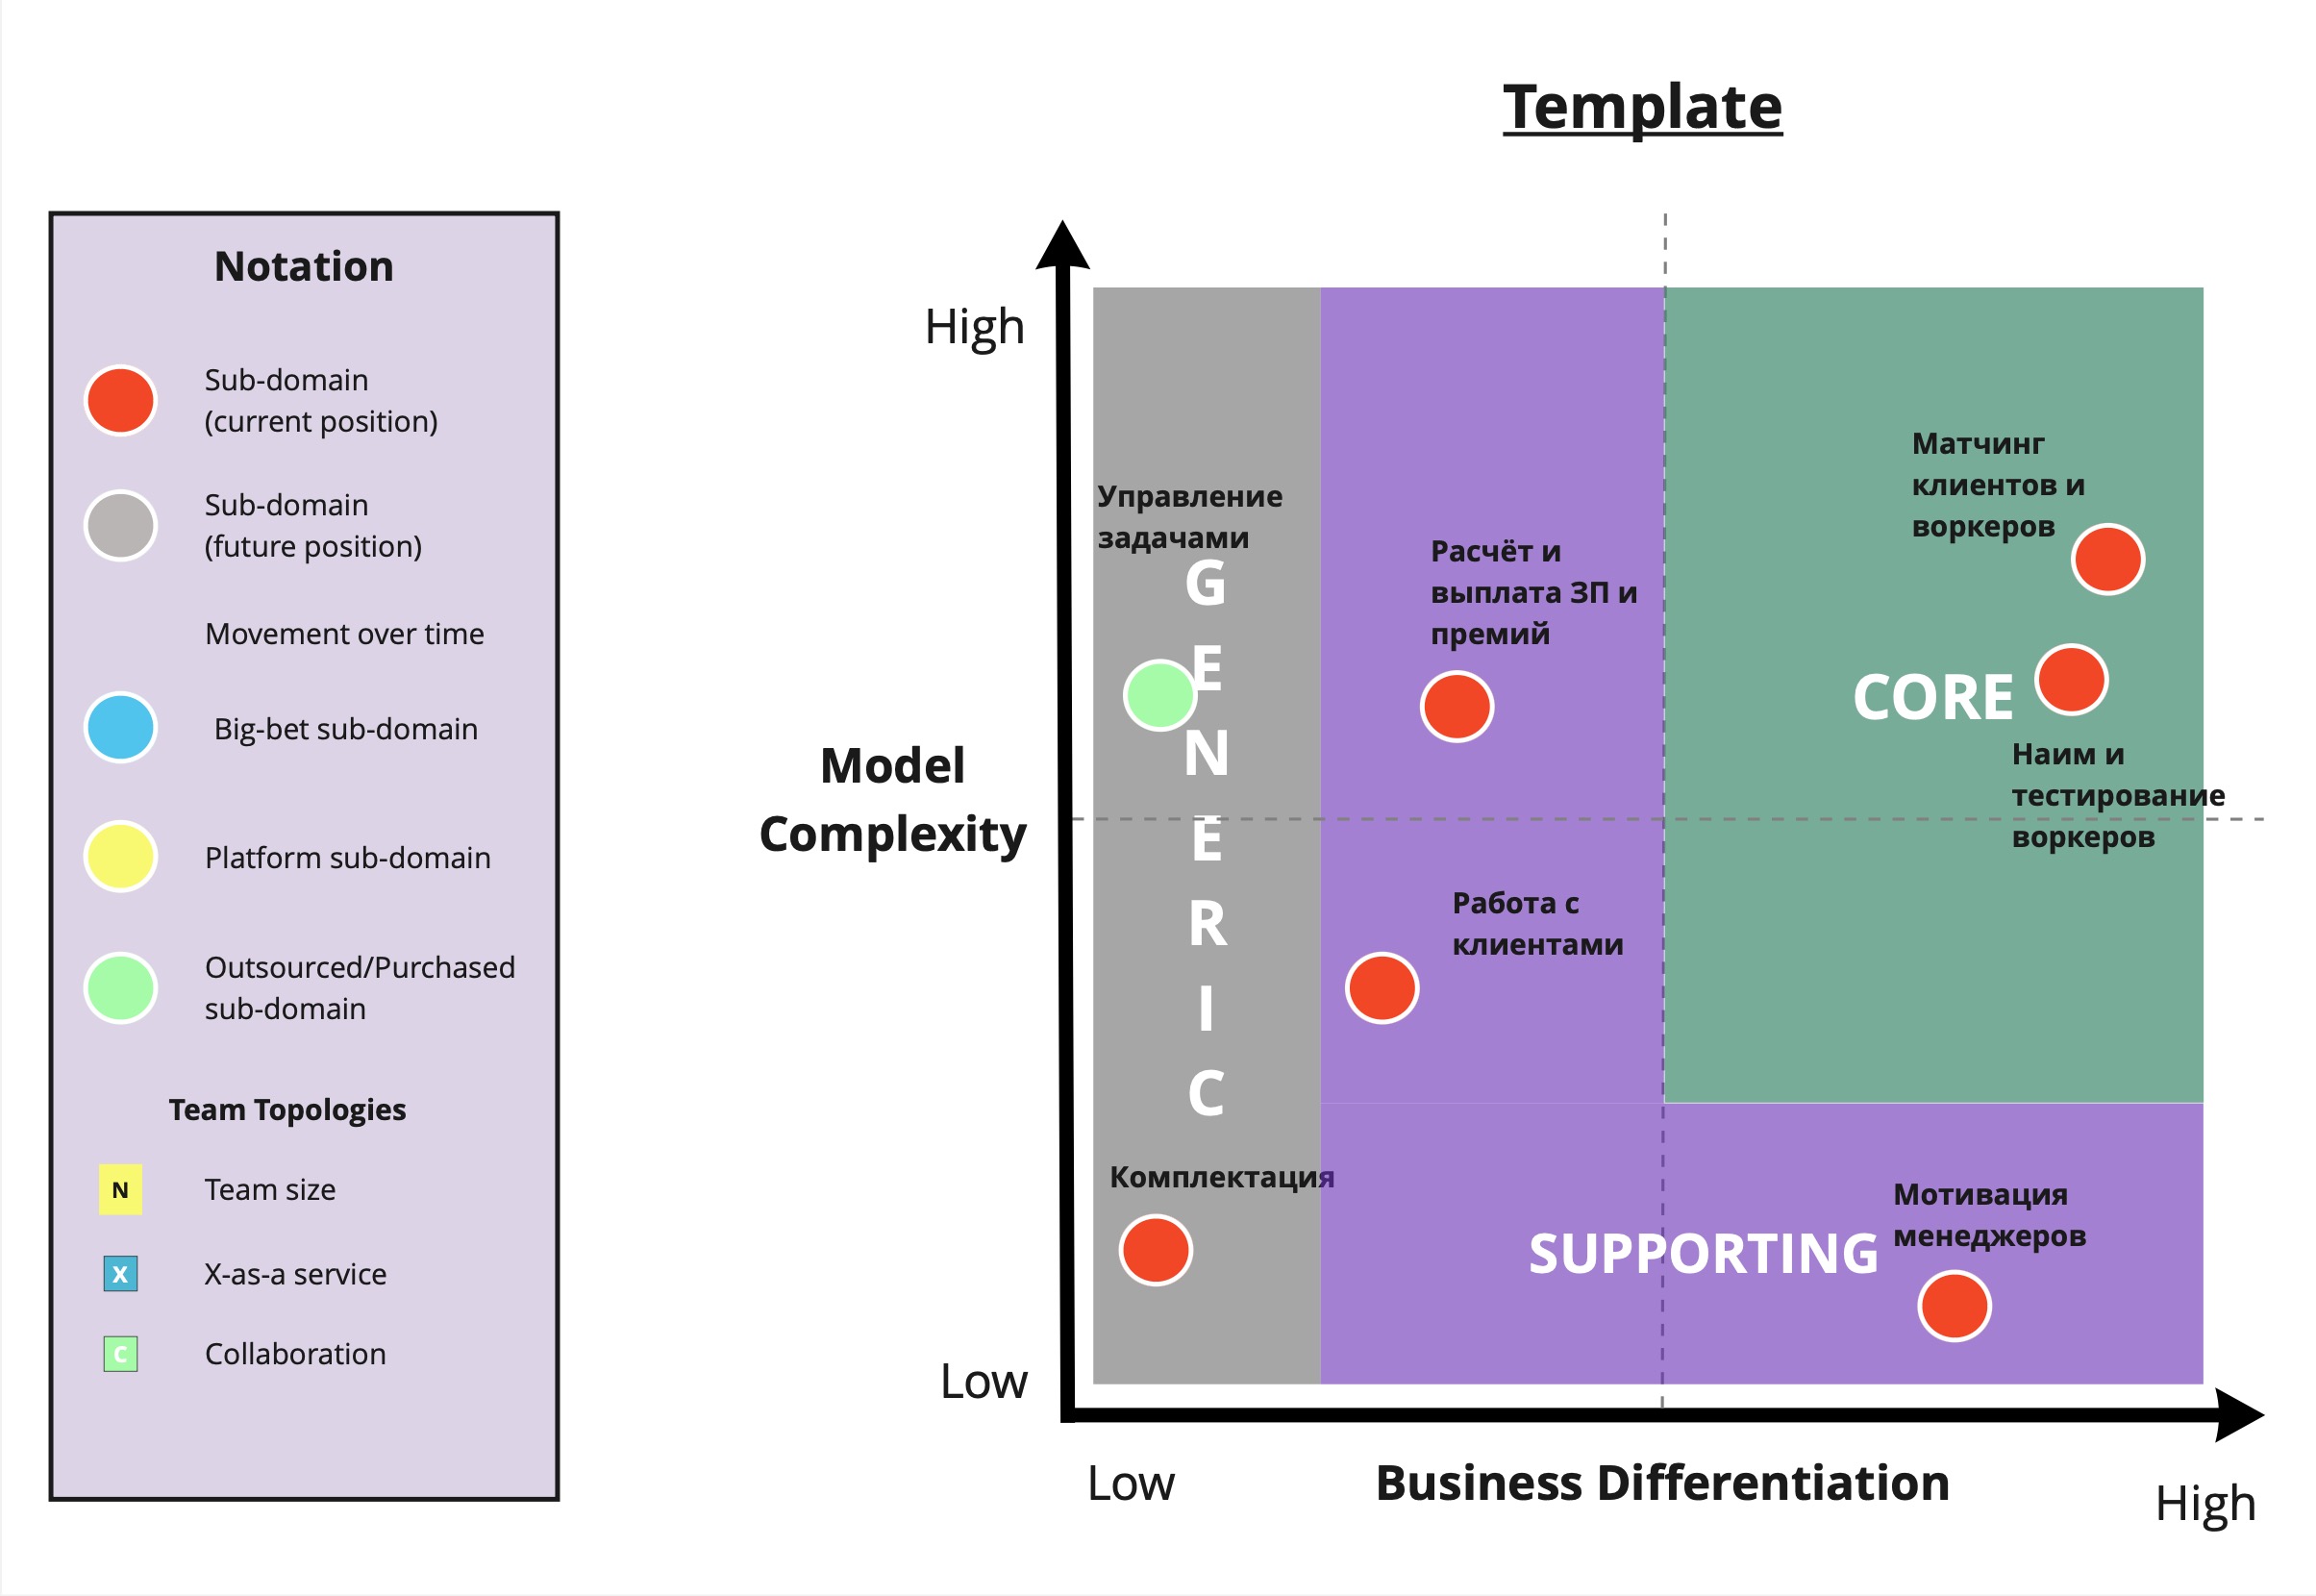 Template
Notation
Sub-domain
(current position)
Sub-domain
(future position)
Movement over time
Big-bet sub-domain
Platform sub-domain
Outsourced/Purchased
sub-domain
Team Topologies
N
Team size
X
X-as-a service
C
Collaboration
High
Model
Complexity
Low
Управление
задачами
G
E
N
E
R
I
C
Комплектация
Расчёт и
выплата ЗП и
премий
Работа с
клиентами
Матчинг
клиентов и
воркеров
CORE
Наим и
тестирование
воркеров
SUPPORTING
Мотивация
менеджеров
Low
Business Differentiation
High